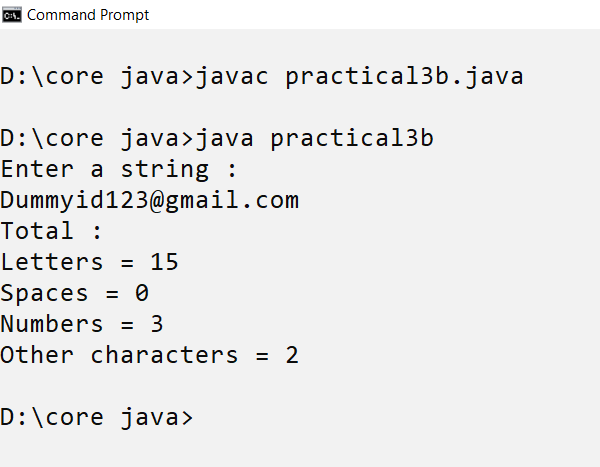 Command Prompt
D:\core java>javac practical3b.java
D:\core java>java practical3b
Enter a string :
Dummyid123@gmail.com
Total :
Letters = 15
Spaces = 0
Numbers = 3
Other characters = 2
D:\core java>